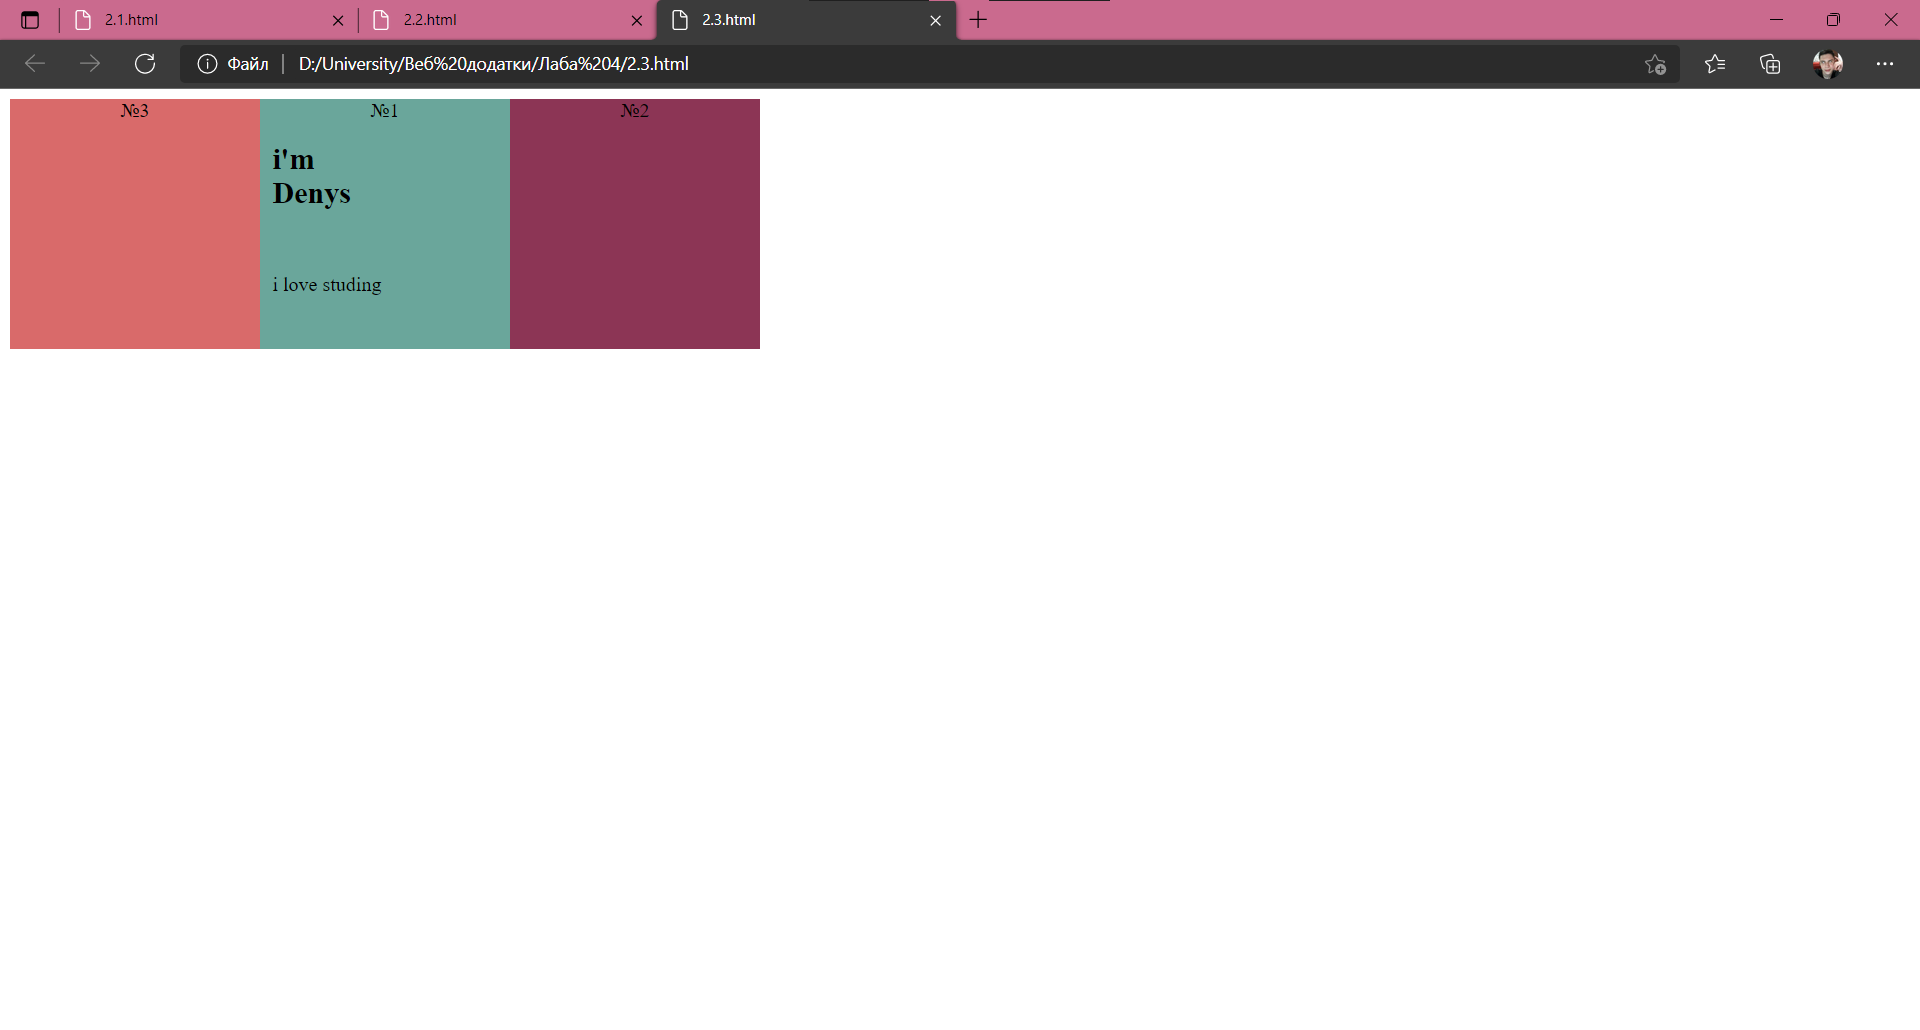 2.1.html
2.2.html
2.3.html
Файл
D:/University/Веб%20додатки/Лаба%204/2.3.html
№3
№1
№2
i'm
Denys
i love studing